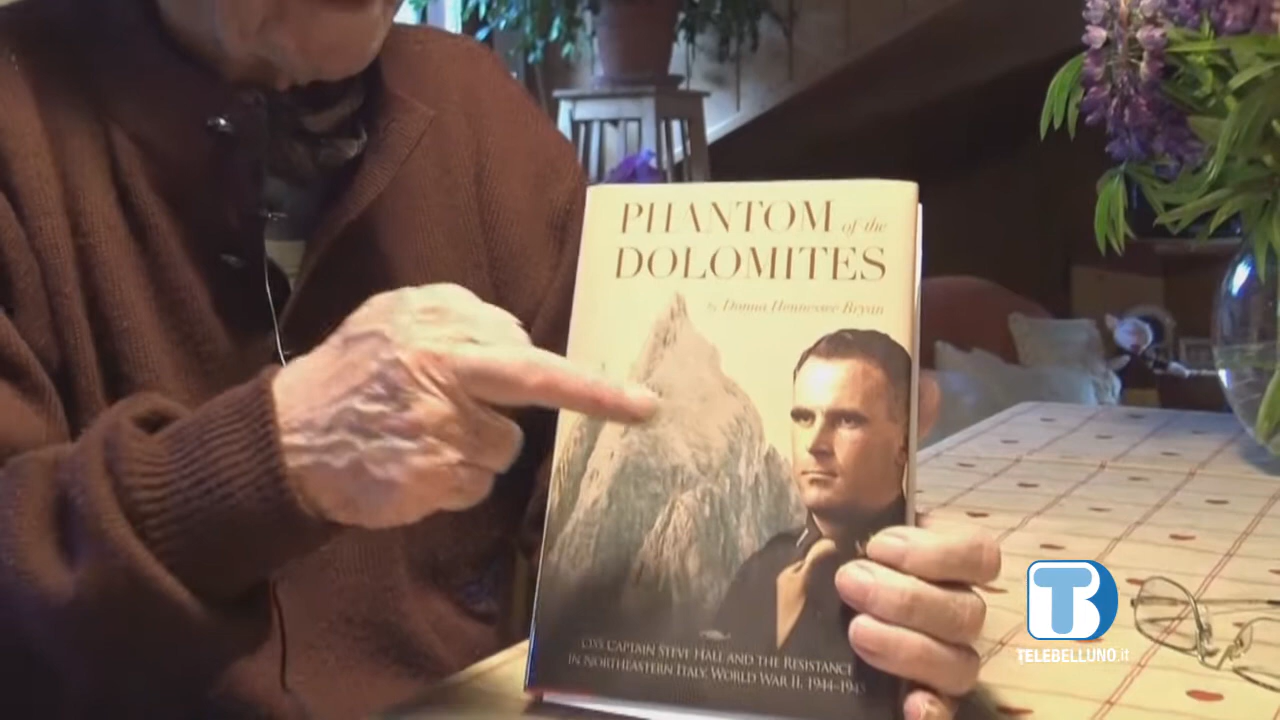 PHANTOM of the
DOLOMITES
by Donna Hennessee Bryan
OSS CAPTAIN STEVE HALL AND THE RESISTANCE
IN NORTHEASTERN ITALY, WORLD WAR II, 1944–1945
TB
TELEBELLUNO.it